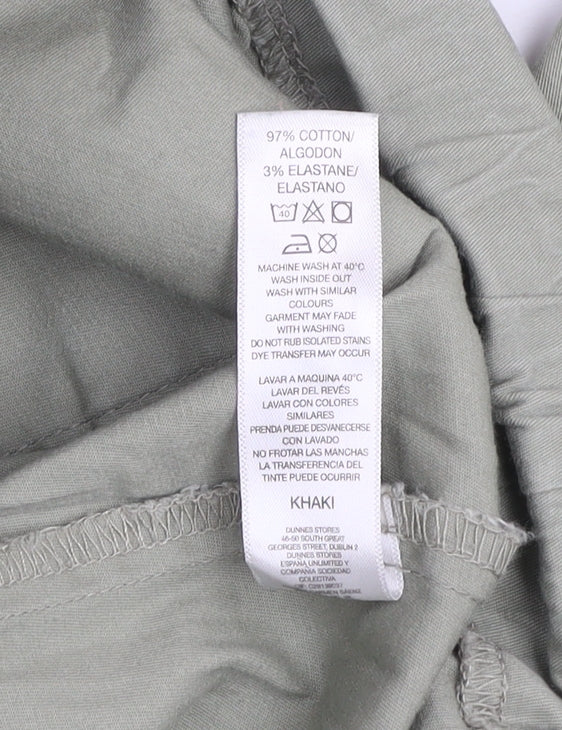 97% COTTON/
ALGODON
3% ELASTANE/
ELASTANO
40
MACHINE WASH AT 40°C
WASH INSIDE OUT
WASH WITH SIMILAR
COLOURS
GARMENT MAY FADE
WITH WASHING
DO NOT RUB ISOLATED STAINS
DYE TRANSFER MAY OCCUR
LAVAR A MAQUINA 40°C
LAVAR DEL REVÉS
LAVAR CON COLORES
SIMILARES
PRENDA PUEDE DESVANECERSE
CON LAVADO
NO FROTAR LAS MANCHAS
LA TRANSFERENCIA DEL
TINTE PUEDE OCURRIR
KHAKI
DUNNES STORES
46-50 SOUTH GREAT
GEORGES STREET, DUBLIN 2
DUNNES STORES
ESPANA UNLIMITED Y
COMPAÑIA SOCIEDAD
COLECTIVA